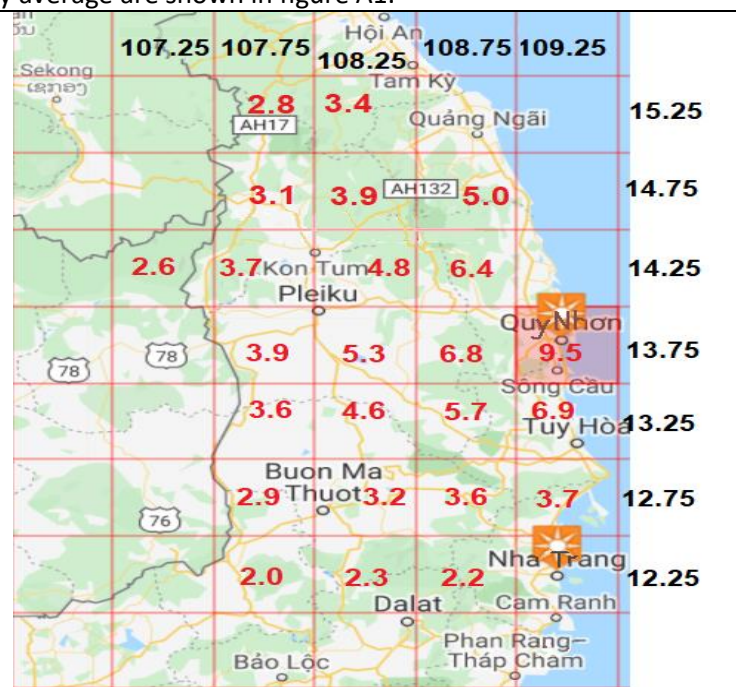 y average are shown in figure A1.
Hội An
107.25 107.75 108.25 108.75 109.25
Sekong
ເຊກອງ
Tam Kỳ
2.8 3.4 15.25
AH17
Quảng Ngãi
3.1 3.9 AH132 5.0 14.75
2.6 3.7 Kon Tum 4.8 6.4 14.25
Pleiku
Quy Nhơn
78 78 3.9 5.3 6.8 9.5 13.75
Sông Cầu
3.6 4.6 5.7 6.9 13.25
Tuy Hòa
Buon Ma
2.9 Thuot 3.2 3.6 3.7 12.75
76
Nha Trang
2.0 2.3 2.2 12.25
Dalat Cam Ranh
Phan Rang–
Bảo Lộc Tháp Chàm